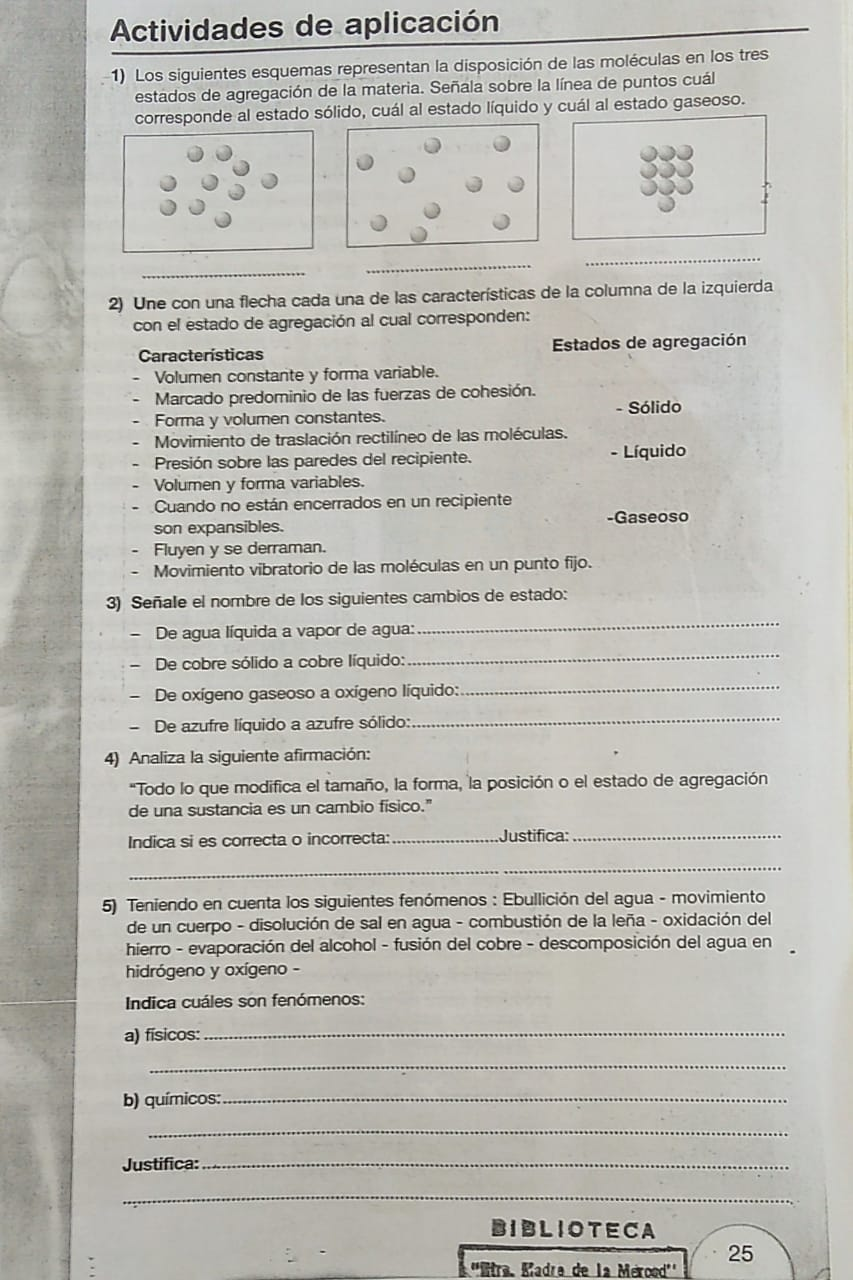 Actividades de aplicación
1) Los siguientes esquemas representan la disposición de las moléculas en los tres
estados de agregación de la materia. Señala sobre la línea de puntos cuál
corresponde al estado sólido, cuál al estado líquido y cuál al estado gaseoso.
2) Une con una flecha cada una de las características de la columna de la izquierda
con el estado de agregación al cual corresponden:
Características
Estados de agregación
- Volumen constante y forma variable.
- Marcado predominio de las fuerzas de cohesión.
- Forma y volumen constantes.
- Sólido
- Movimiento de traslación rectilíneo de las moléculas.
- Presión sobre las paredes del recipiente.
- Líquido
- Volumen y forma variables.
- Cuando no están encerrados en un recipiente
son expansibles.
-Gaseoso
- Fluyen y se derraman.
- Movimiento vibratorio de las moléculas en un punto fijo.
3) Señale el nombre de los siguientes cambios de estado:
- De agua líquida a vapor de agua:
- De cobre sólido a cobre líquido:
- De oxígeno gaseoso a oxígeno líquido:
- De azufre líquido a azufre sólido:
4) Analiza la siguiente afirmación:
"Todo lo que modifica el tamaño, la forma, la posición o el estado de agregación
de una sustancia es un cambio físico."
Indica si es correcta o incorrecta: Justifica:
5) Teniendo en cuenta los siguientes fenómenos : Ebullición del agua - movimiento
de un cuerpo - disolución de sal en agua - combustión de la leña - oxidación del
hierro - evaporación del alcohol - fusión del cobre - descomposición del agua en
hidrógeno y oxígeno -
Indica cuáles son fenómenos:
a) físicos:
b) químicos:
Justifica:
BIBLIOTECA
Madre de la Merced"
25